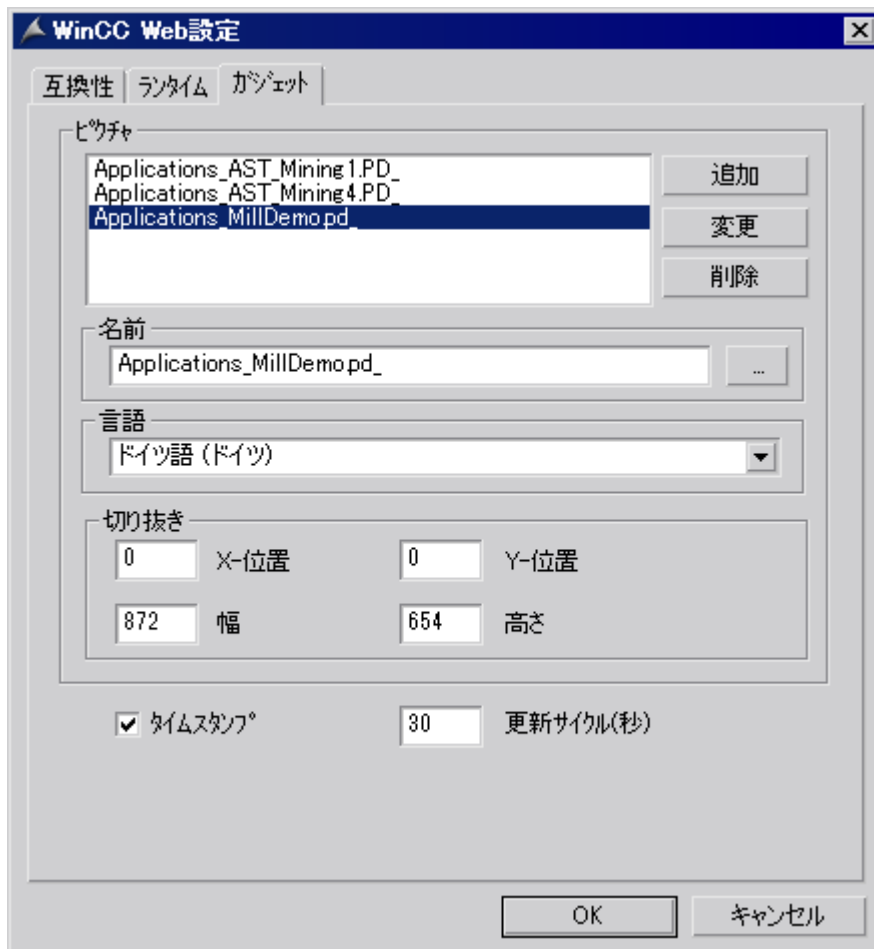 WinCC Web設定
互換性 ランタイム ガジェット
ピクチャ
Applications_AST_Mining1.PD_
Applications_AST_Mining4.PD_
Applications_MillDemo.pd_
追加
変更
削除
名前
Applications_MillDemo.pd_ ...
言語
ドイツ語 (ドイツ)
切り抜き
0 X-位置 0 Y-位置
872 幅 654 高さ
タイムスタンプ 30 更新サイクル(秒)
OK キャンセル